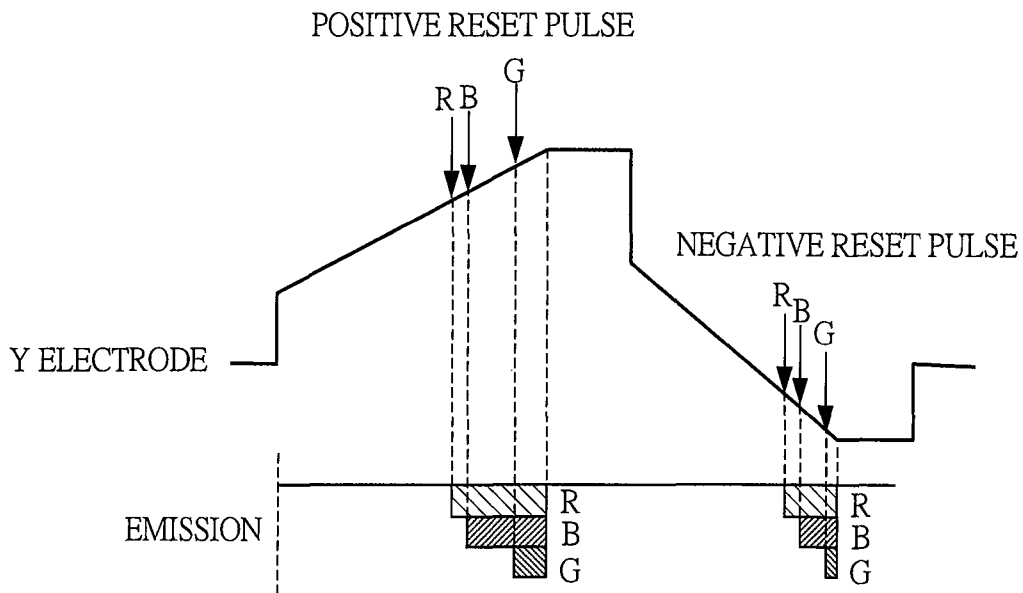 POSITIVE RESET PULSE
G
R B
NEGATIVE RESET PULSE
R
B
G
Y ELECTRODE
R
EMISSION
B
G
R
B
G